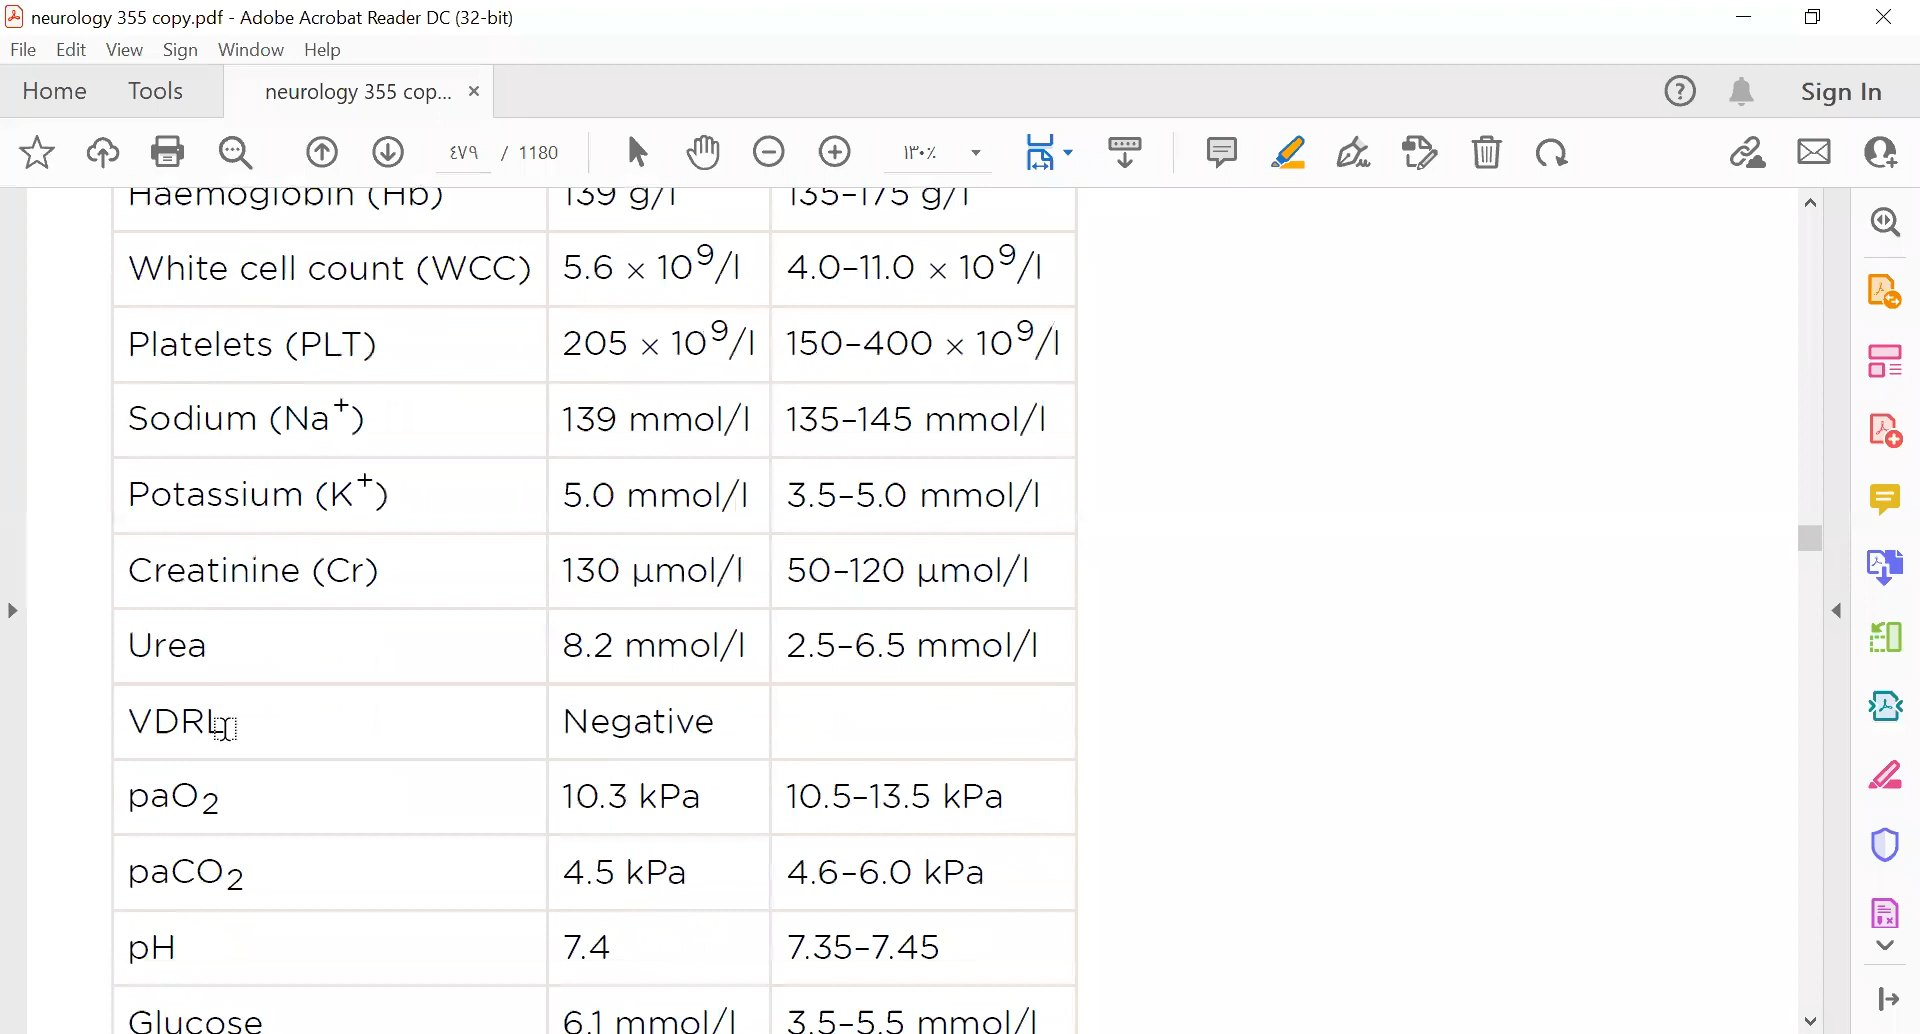 neurology 355 copy.pdf - Adobe Acrobat Reader DC (32-bit)
File Edit View Sign Window Help
Home Tools neurology 355 cop... × Sign In
٤٧٩ / 1180 ١٣٠٪
Haemoglobin (Hb) 139 g/l 135–175 g/l
White cell count (WCC) 5.6 × 10⁹/l 4.0–11.0 × 10⁹/l
Platelets (PLT) 205 × 10⁹/l 150–400 × 10⁹/l
Sodium (Na⁺) 139 mmol/l 135–145 mmol/l
Potassium (K⁺) 5.0 mmol/l 3.5–5.0 mmol/l
Creatinine (Cr) 130 µmol/l 50–120 µmol/l
Urea 8.2 mmol/l 2.5–6.5 mmol/l
VDRL Negative
paO₂ 10.3 kPa 10.5–13.5 kPa
paCO₂ 4.5 kPa 4.6–6.0 kPa
pH 7.4 7.35–7.45
Glucose 6.1 mmol/l 3.5–5.5 mmol/l